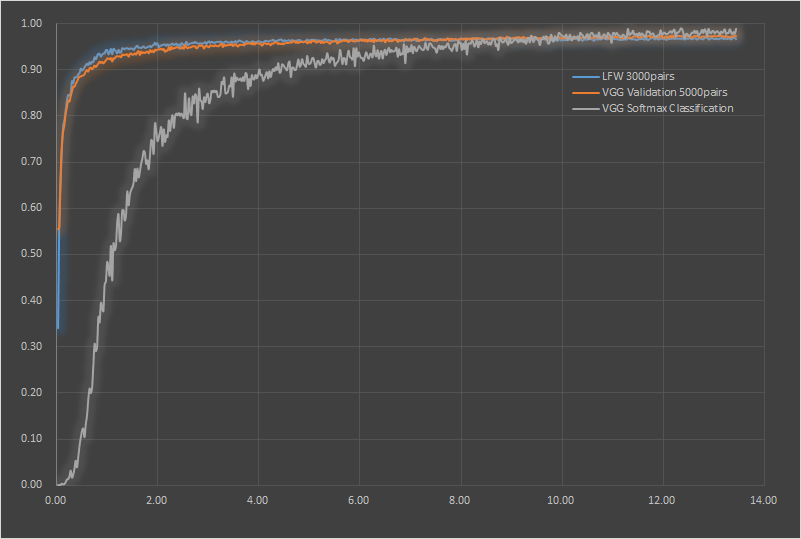 1.00
0.90
0.80
0.70
0.60
0.50
0.40
0.30
0.20
0.10
0.00
0.00 2.00 4.00 6.00 8.00 10.00 12.00 14.00
LFW 3000pairs
VGG Validation 5000pairs
VGG Softmax Classification